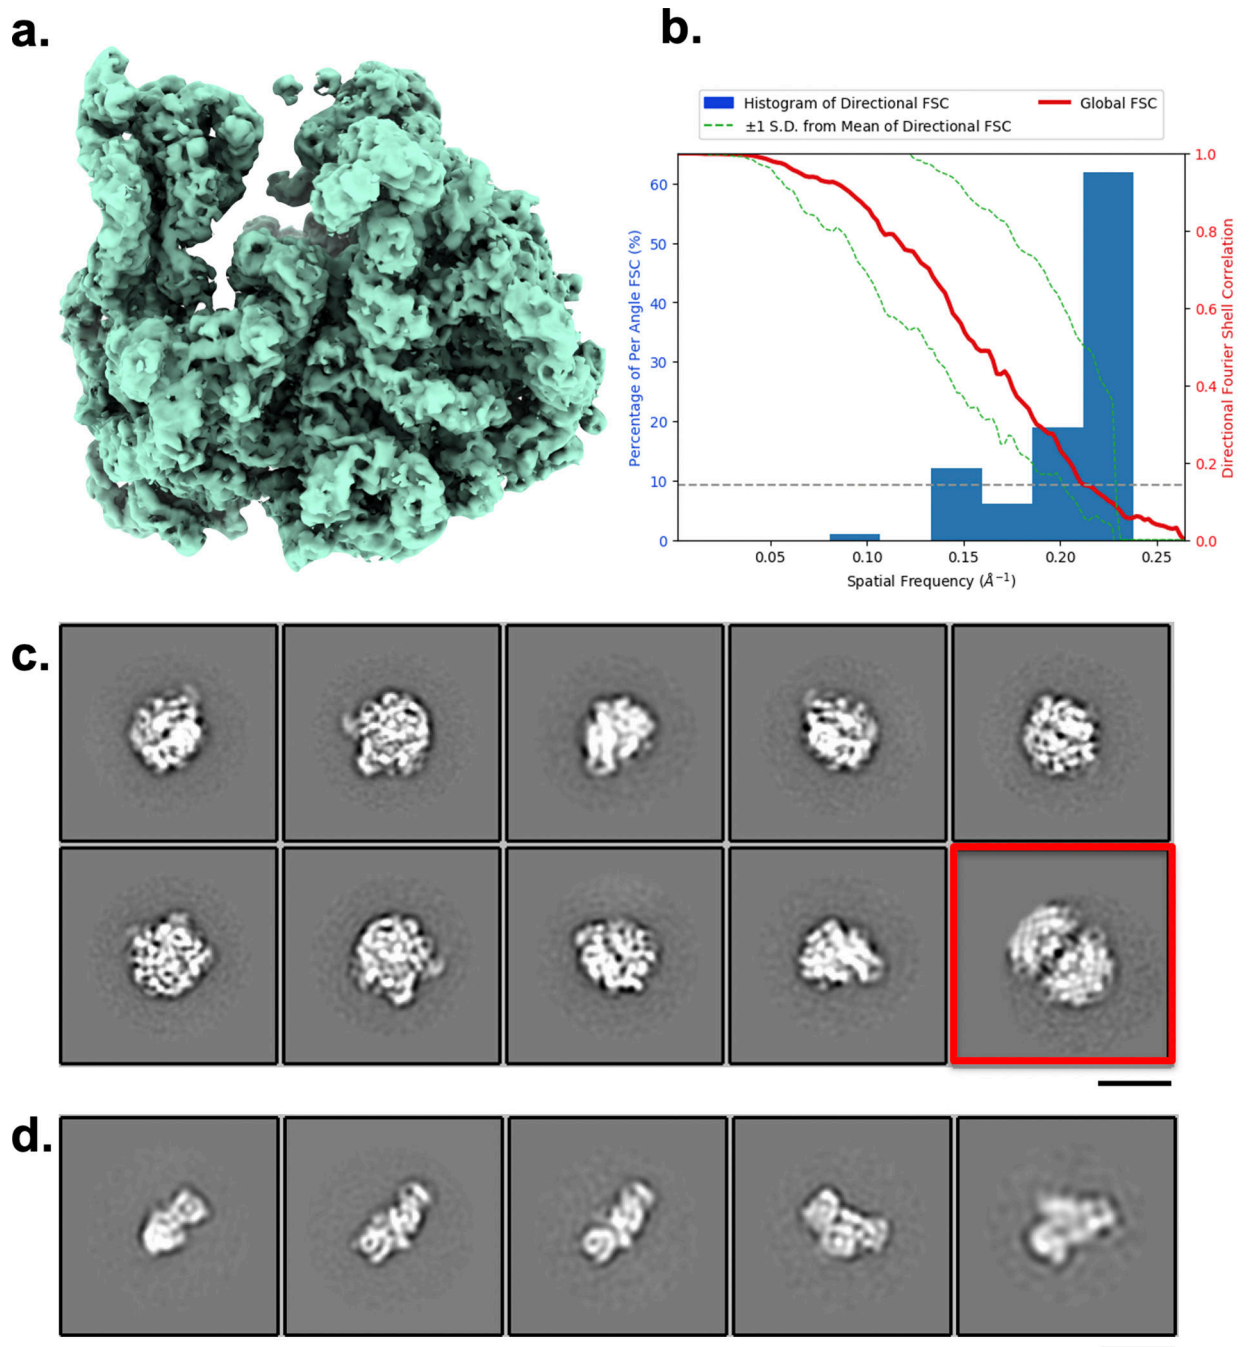 a.
b.
Histogram of Directional FSC
Global FSC
±1 S.D. from Mean of Directional FSC
Percentage of Per Angle FSC (%)
60
50
40
30
20
10
0
1.0
0.8
0.6
0.4
0.2
0.0
Directional Fourier Shell Correlation
0.05 0.10 0.15 0.20 0.25
Spatial Frequency (Å⁻¹)
c.
d.